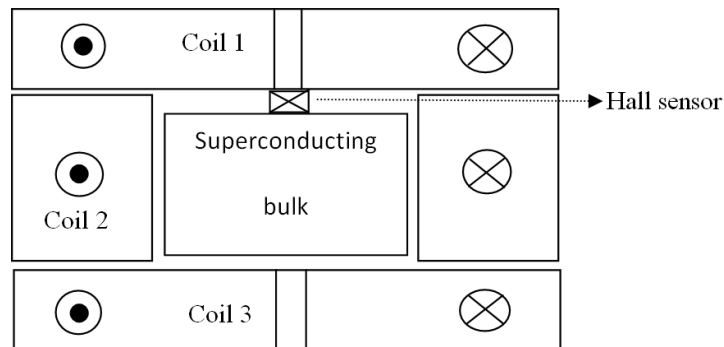 Coil 1
Hall sensor
Superconducting
bulk
Coil 2
Coil 3